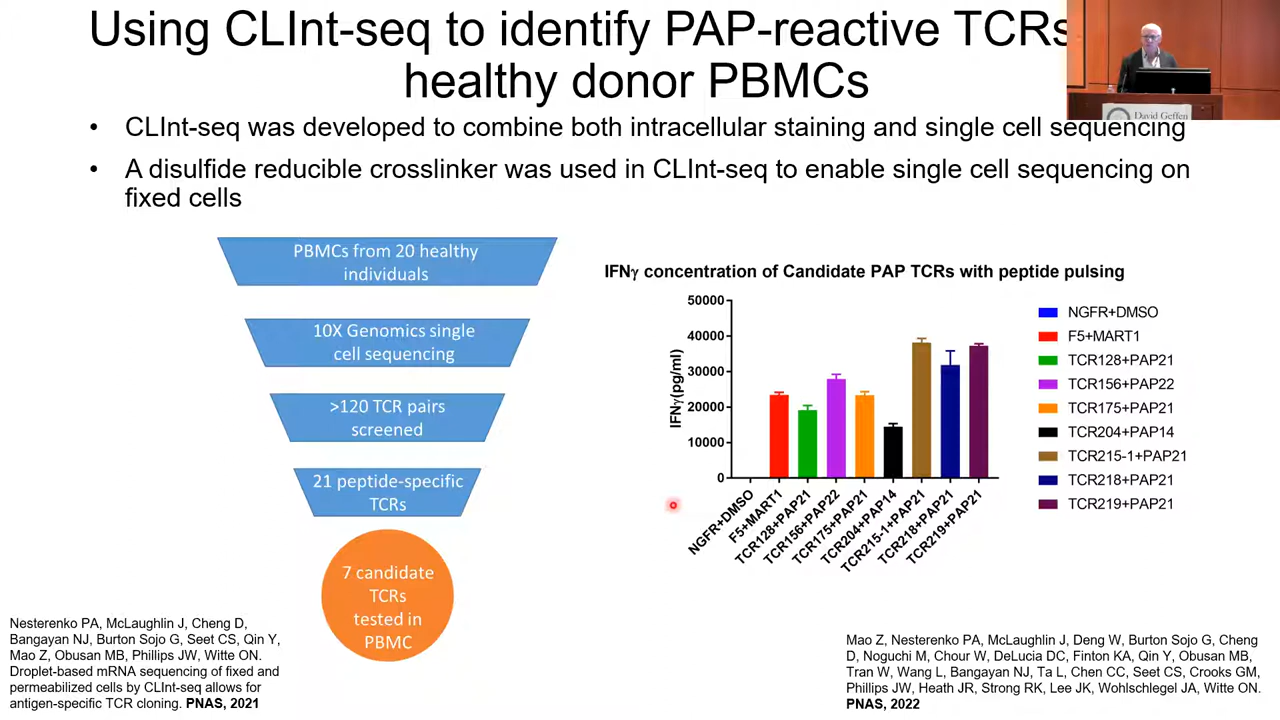 Using CLInt-seq to identify PAP-reactive TCRs
healthy donor PBMCs
David Geffen
• CLInt-seq was developed to combine both intracellular staining and single cell sequencing
• A disulfide reducible crosslinker was used in CLInt-seq to enable single cell sequencing on
fixed cells
PBMCs from 20 healthy
individuals
10X Genomics single
cell sequencing
>120 TCR pairs
screened
21 peptide-specific
TCRs
7 candidate
TCRs
tested in
PBMC
IFNγ concentration of Candidate PAP TCRs with peptide pulsing
IFNγ(pg/ml)
50000
40000
30000
20000
10000
0
NGFR+DMSO
F5+MART1
TCR128+PAP21
TCR156+PAP22
TCR175+PAP21
TCR204+PAP14
TCR215-1+PAP21
TCR218+PAP21
TCR219+PAP21
NGFR+DMSO
F5+MART1
TCR128+PAP21
TCR156+PAP22
TCR175+PAP21
TCR204+PAP14
TCR215-1+PAP21
TCR218+PAP21
TCR219+PAP21
Nesterenko PA, McLaughlin J, Cheng D,
Bangayan NJ, Burton Sojo G, Seet CS, Qin Y,
Mao Z, Obusan MB, Phillips JW, Witte ON.
Droplet-based mRNA sequencing of fixed and
permeabilized cells by CLInt-seq allows for
antigen-specific TCR cloning. PNAS, 2021
Mao Z, Nesterenko PA, McLaughlin J, Deng W, Burton Sojo G, Cheng
D, Noguchi M, Chour W, DeLucia DC, Finton KA, Qin Y, Obusan MB,
Tran W, Wang L, Bangayan NJ, Ta L, Chen CC, Seet CS, Crooks GM,
Phillips JW, Heath JR, Strong RK, Lee JK, Wohlschlegel JA, Witte ON.
PNAS, 2022